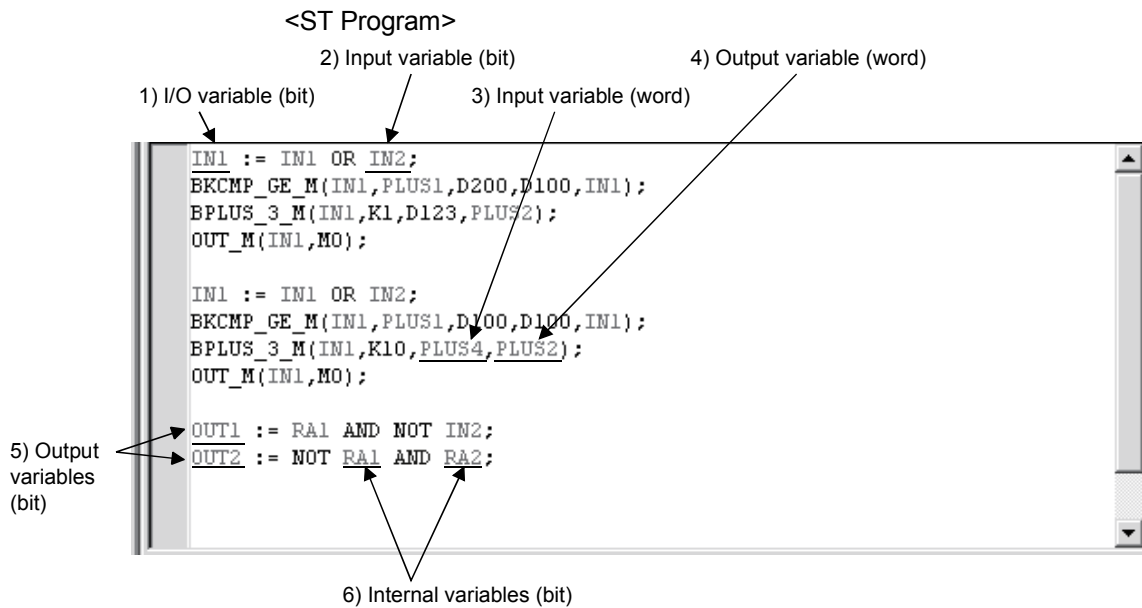 <ST Program>
2) Input variable (bit)
4) Output variable (word)
1) I/O variable (bit)
3) Input variable (word)
IN1 := IN1 OR IN2;
BKCMP_GE_M(IN1,PLUS1,D200,D100,IN1);
BPLUS_3_M(IN1,K1,D123,PLUS2);
OUT_M(IN1,M0);
IN1 := IN1 OR IN2;
BKCMP_GE_M(IN1,PLUS1,D100,D100,IN1);
BPLUS_3_M(IN1,K10,PLUS4,PLUS2);
OUT_M(IN1,M0);
OUT1 := RA1 AND NOT IN2;
OUT2 := NOT RA1 AND RA2;
5) Output
variables
(bit)
6) Internal variables (bit)